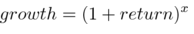 growth = (1 + return)^x